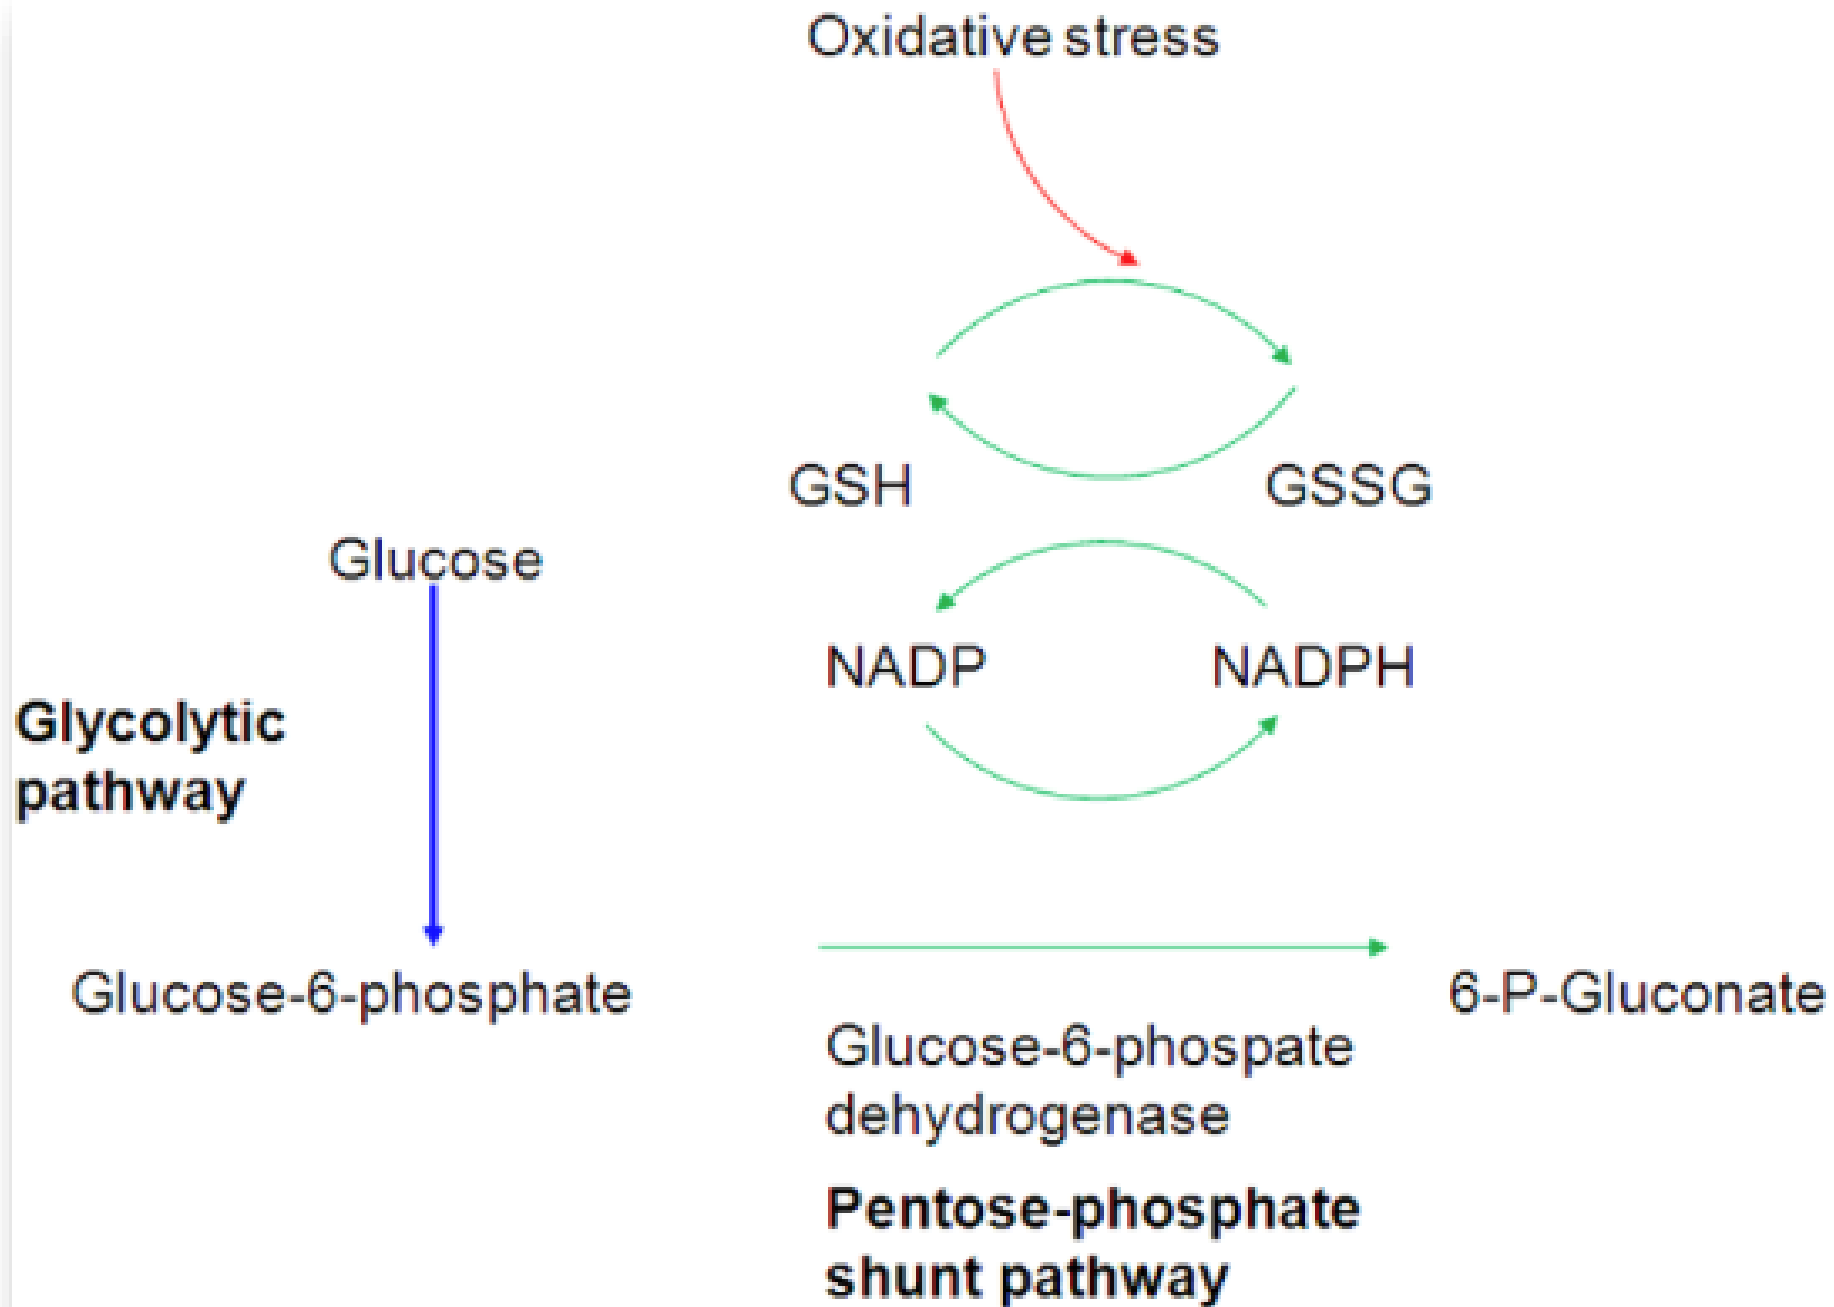 Oxidative stress
GSH
GSSG
Glucose
NADP
NADPH
Glycolytic
pathway
Glucose-6-phosphate
6-P-Gluconate
Glucose-6-phospate
dehydrogenase
Pentose-phosphate
shunt pathway